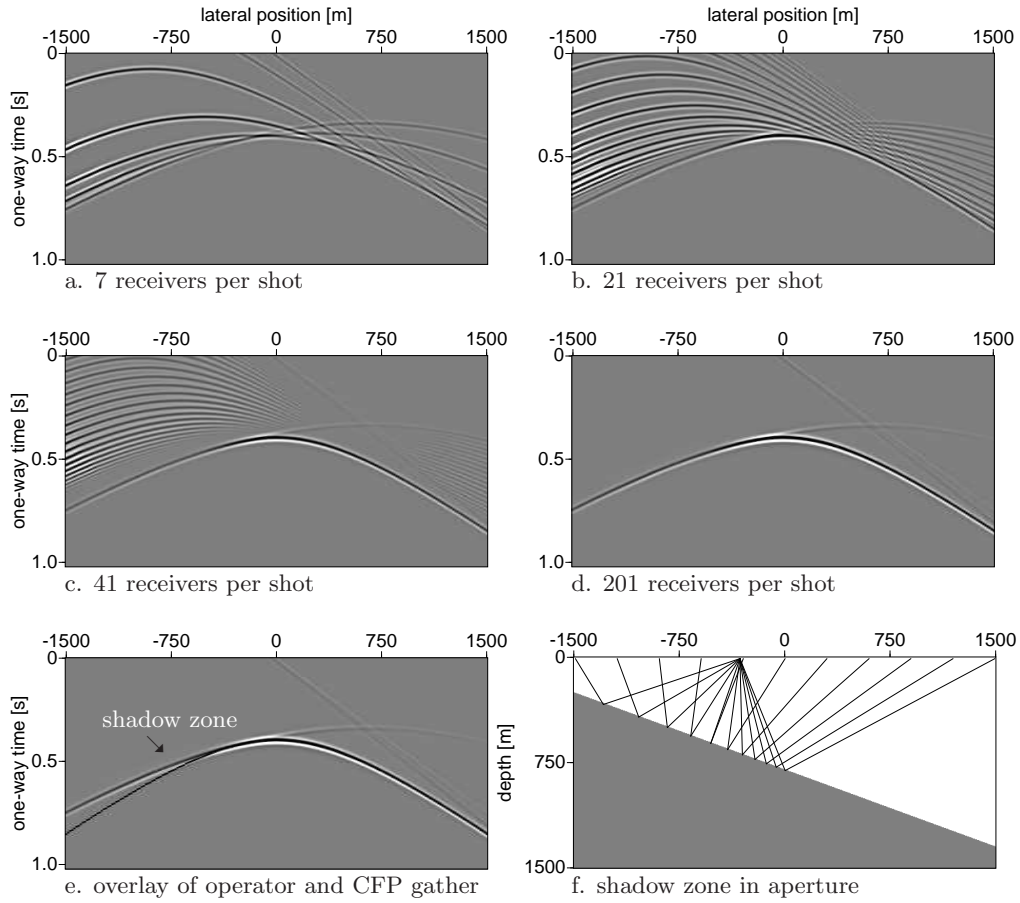 lateral position [m]
-1500 -750 0 750 1500
0
0.5
1.0
one-way time [s]
a. 7 receivers per shot
lateral position [m]
-1500 -750 0 750 1500
0
0.5
1.0
b. 21 receivers per shot
-1500 -750 0 750 1500
0
0.5
1.0
one-way time [s]
c. 41 receivers per shot
-1500 -750 0 750 1500
0
0.5
1.0
d. 201 receivers per shot
-1500 -750 0 750 1500
0
0.5
1.0
one-way time [s]
shadow zone
e. overlay of operator and CFP gather
-1500 -750 0 750 1500
0
750
1500
depth [m]
f. shadow zone in aperture